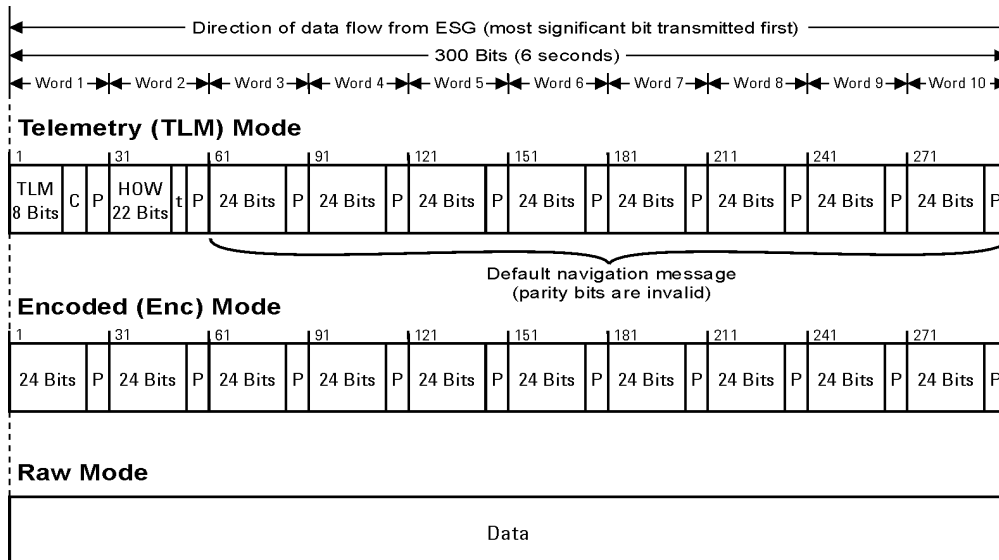 Direction of data flow from ESG (most significant bit transmitted first)
300 Bits (6 seconds)
Word 1 Word 2 Word 3 Word 4 Word 5 Word 6 Word 7 Word 8 Word 9 Word 10
Telemetry (TLM) Mode
1 31 61 91 121 151 181 211 241 271
TLM 8 Bits C P HOW 22 Bits t P 24 Bits P 24 Bits P 24 Bits P 24 Bits P 24 Bits P 24 Bits P 24 Bits P 24 Bits P
Default navigation message
(parity bits are invalid)
Encoded (Enc) Mode
1 31 61 91 121 151 181 211 241 271
24 Bits P 24 Bits P 24 Bits P 24 Bits P 24 Bits P 24 Bits P 24 Bits P 24 Bits P 24 Bits P 24 Bits P
Raw Mode
Data